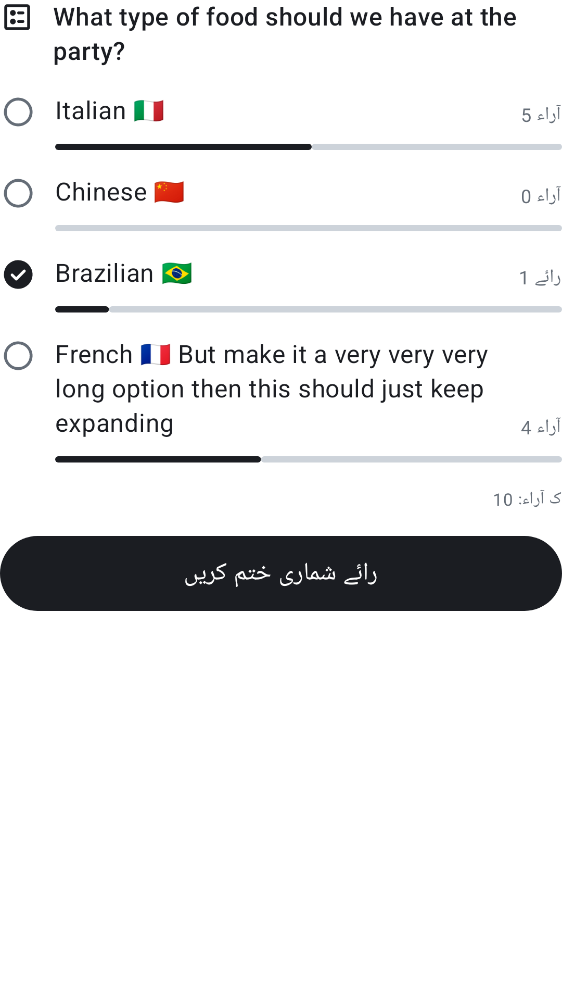 What type of food should we have at the
party?
Italian 🇮🇹
5 آراء
Chinese 🇨🇳
0 آراء
Brazilian 🇧🇷
1 رائے
French 🇫🇷 But make it a very very very
long option then this should just keep
expanding
4 آراء
ک آراء: 10
رائے شماری ختم کریں